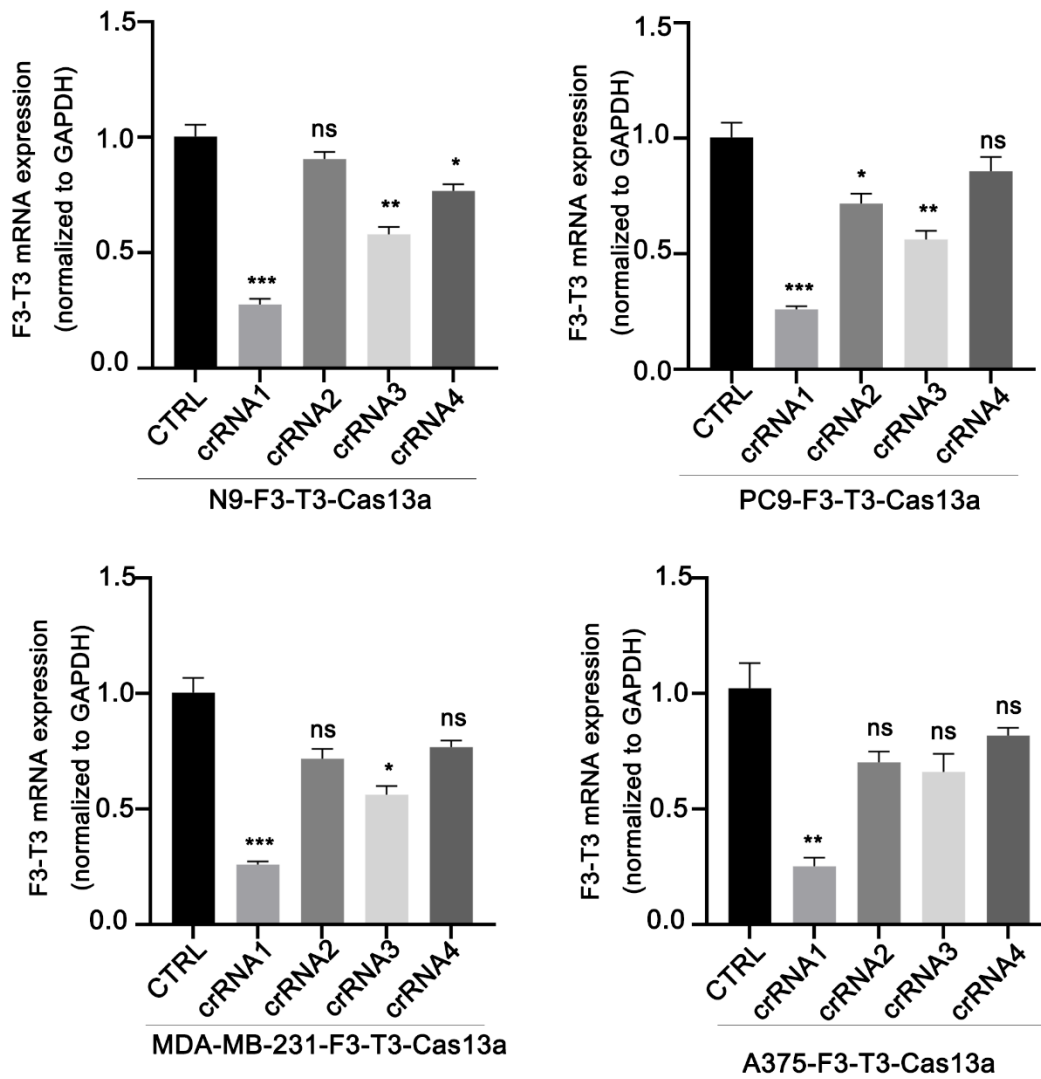 F3-T3 mRNA expression
(normalized to GAPDH)
1.5
1.0
0.5
0.0
ns
*
**
***
CTRL
crRNA1
crRNA2
crRNA3
crRNA4
N9-F3-T3-Cas13a
F3-T3 mRNA expression
(normalized to GAPDH)
1.5
1.0
0.5
0.0
ns
*
**
***
CTRL
crRNA1
crRNA2
crRNA3
crRNA4
PC9-F3-T3-Cas13a
F3-T3 mRNA expression
(normalized to GAPDH)
1.5
1.0
0.5
0.0
ns
ns
*
***
CTRL
crRNA1
crRNA2
crRNA3
crRNA4
MDA-MB-231-F3-T3-Cas13a
F3-T3 mRNA expression
(normalized to GAPDH)
1.5
1.0
0.5
0.0
ns
ns
ns
**
CTRL
crRNA1
crRNA2
crRNA3
crRNA4
A375-F3-T3-Cas13a